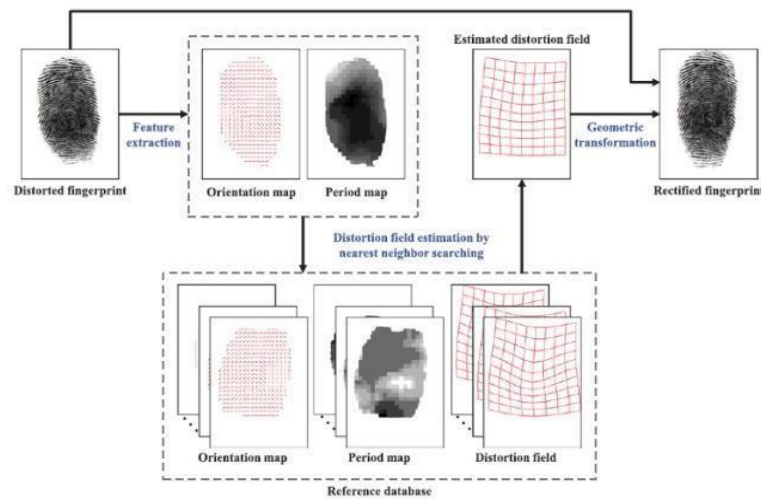 Estimated distortion field
Feature
extraction
Geometric
transformation
Distorted fingerprint
Orientation map
Period map
Rectified fingerprint
Distortion field estimation by
nearest neighbor searching
Orientation map
Period map
Distortion field
Reference database